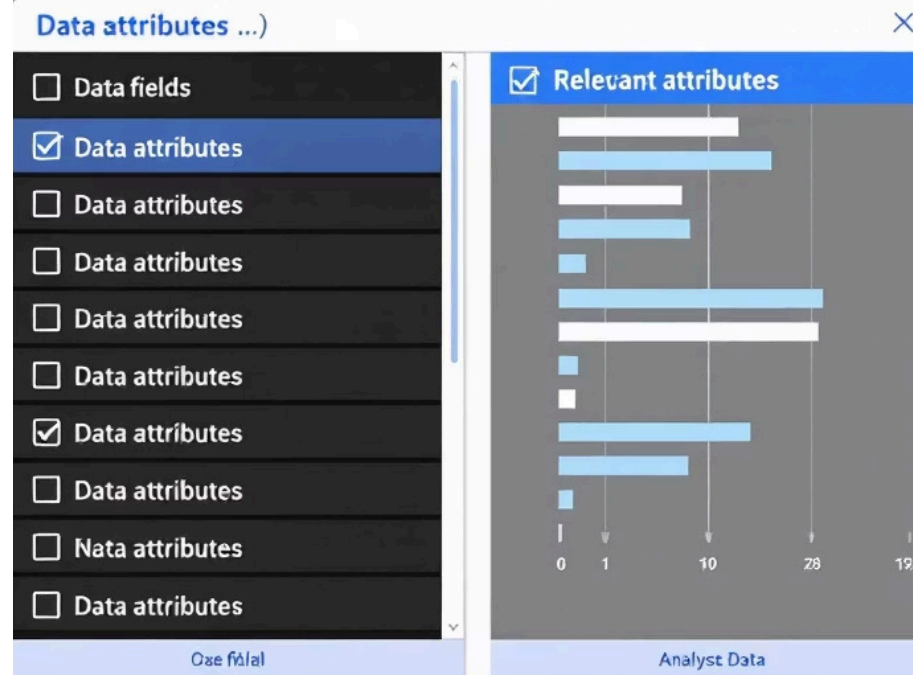 Data attributes ...)
Data fields
Data attributes
Data attributes
Data attributes
Data attributes
Data attributes
Data attributes
Data attributes
Nata attributes
Data attributes
Relevant attributes
0 1 10 28 19
Analyst Data